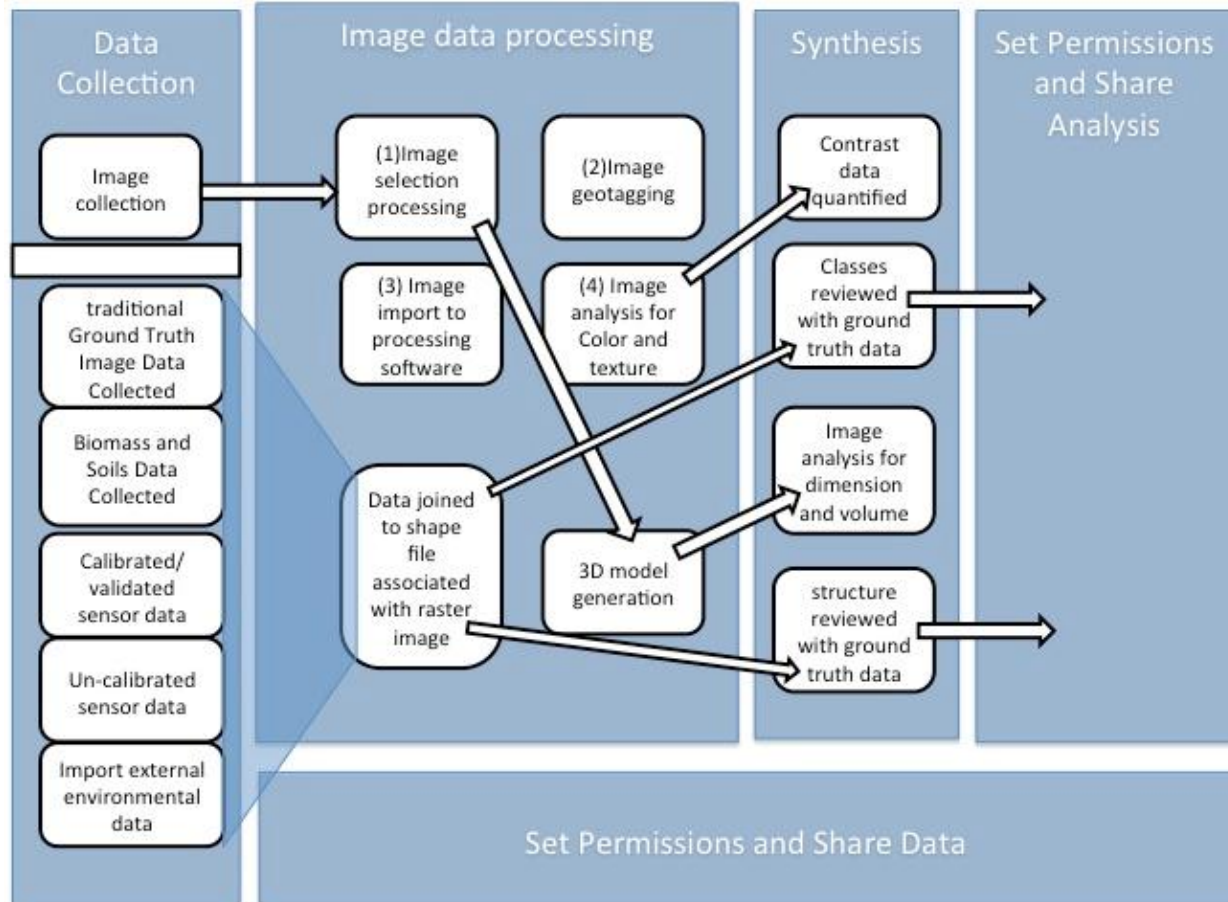 Data
Collection
Image
collection
traditional
Ground Truth
Image Data
Collected
Biomass and
Soils Data
Collected
Calibrated/
validated
sensor data
Un-calibrated
sensor data
Import external
environmental
data
Image data processing
(1)Image
selection
processing
(2)Image
geotagging
(3) Image
import to
processing
software
(4) Image
analysis for
Color and
texture
Data joined
to shape
file
associated
with raster
image
3D model
generation
Synthesis
Contrast
data
quantified
Classes
reviewed
with ground
truth data
Image
analysis for
dimension
and volume
structure
reviewed
with ground
truth data
Set Permissions
and Share
Analysis
Set Permissions and Share Data